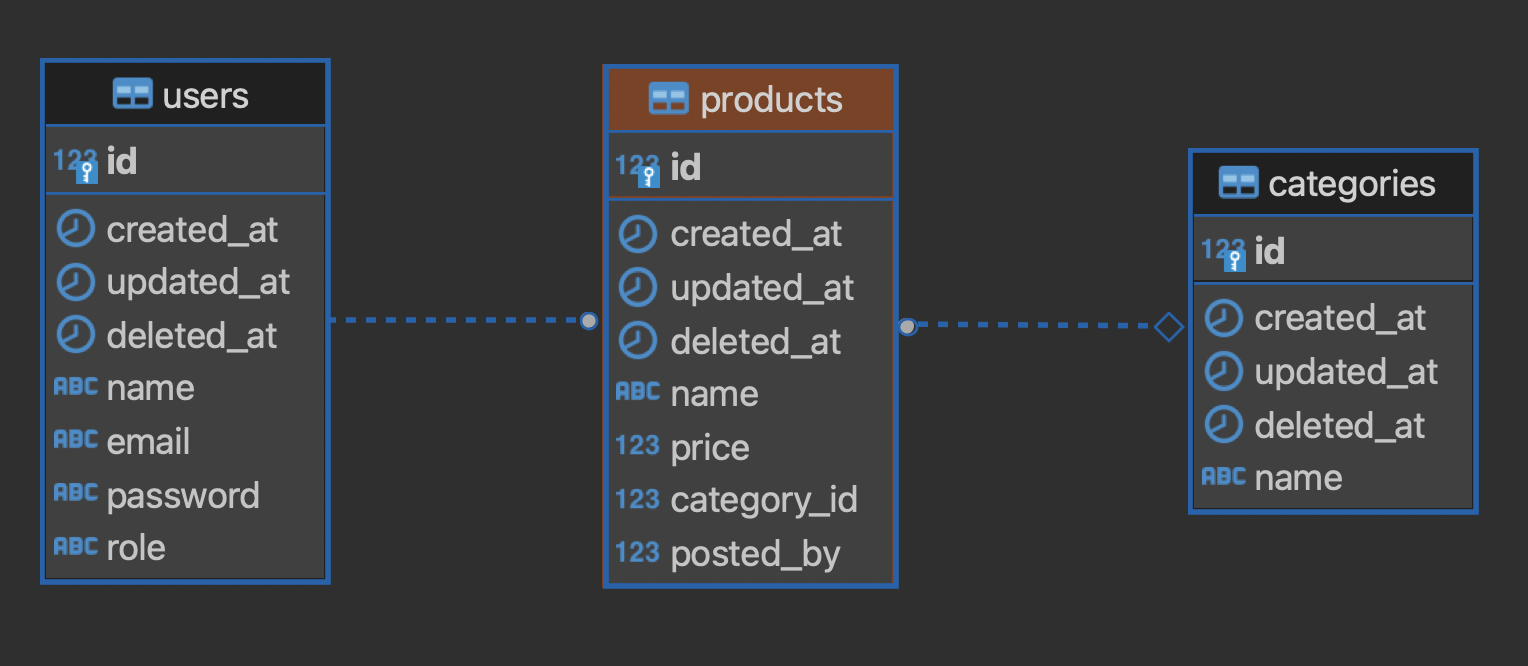 users
123 id
created_at
updated_at
deleted_at
ABC name
ABC email
ABC password
ABC role
products
123 id
created_at
updated_at
deleted_at
ABC name
123 price
123 category_id
123 posted_by
categories
123 id
created_at
updated_at
deleted_at
ABC name